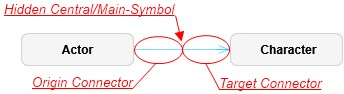 Hidden Central/Main-Symbol
Actor
Character
Origin Connector
Target Connector